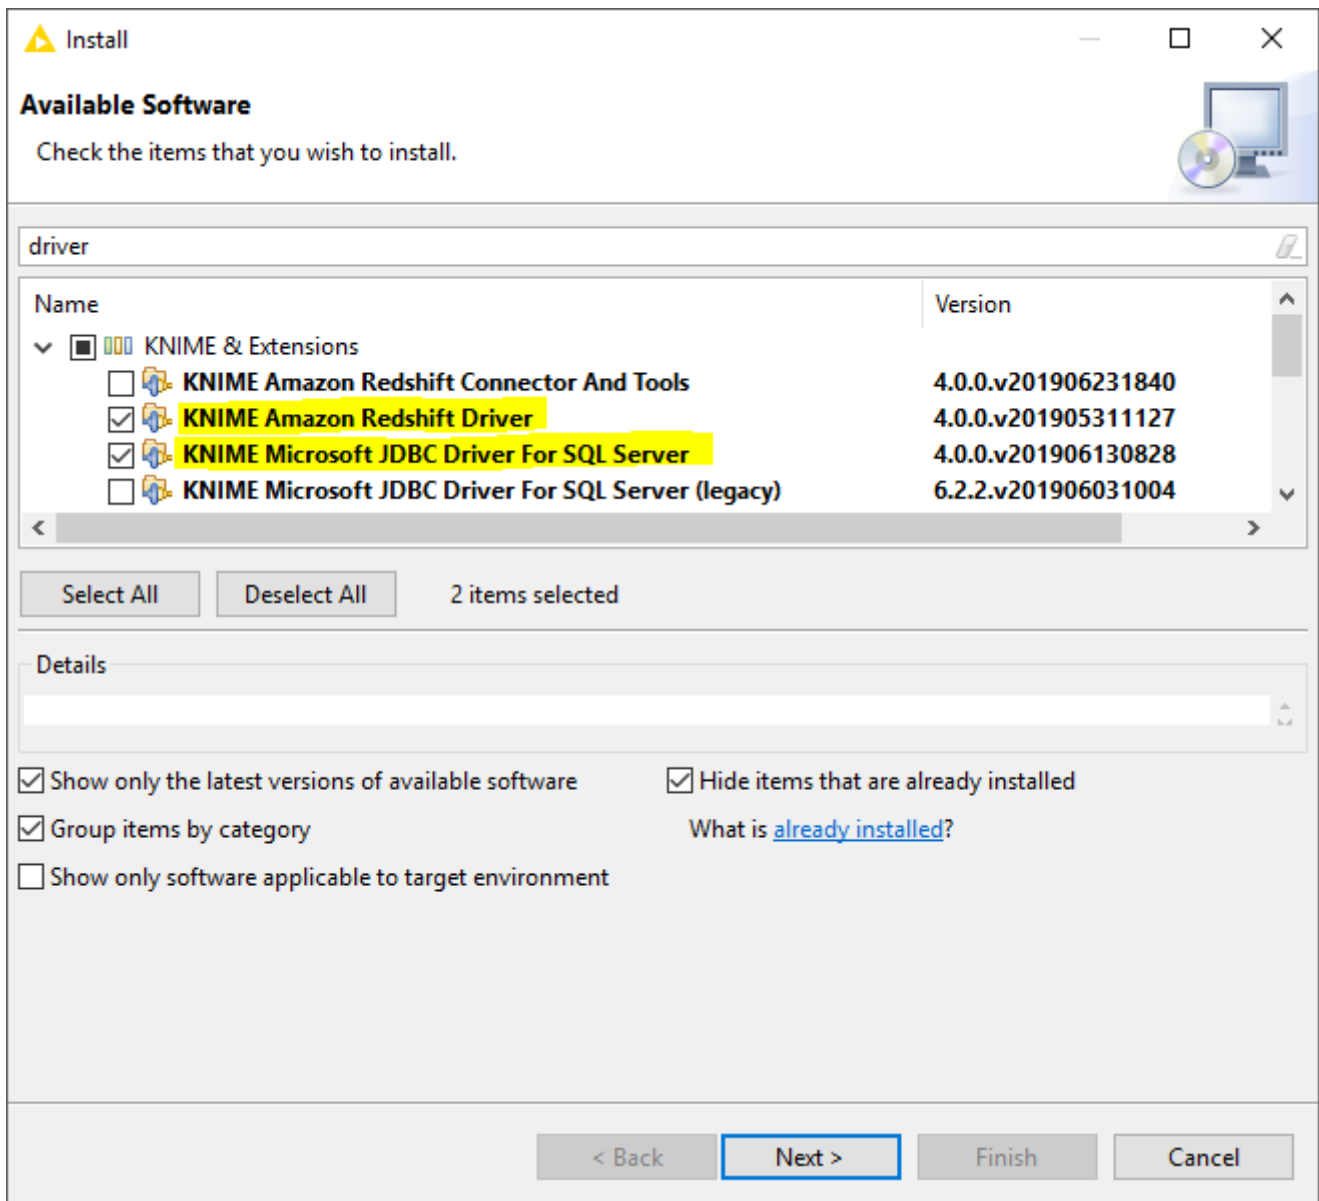 Install
Available Software
Check the items that you wish to install.
driver
Name Version
KNIME & Extensions
KNIME Amazon Redshift Connector And Tools 4.0.0.v201906231840
KNIME Amazon Redshift Driver 4.0.0.v201905311127
KNIME Microsoft JDBC Driver For SQL Server 4.0.0.v201906130828
KNIME Microsoft JDBC Driver For SQL Server (legacy) 6.2.2.v201906031004
Select All Deselect All 2 items selected
Details
Show only the latest versions of available software Hide items that are already installed
Group items by category What is already installed?
Show only software applicable to target environment
< Back Next > Finish Cancel